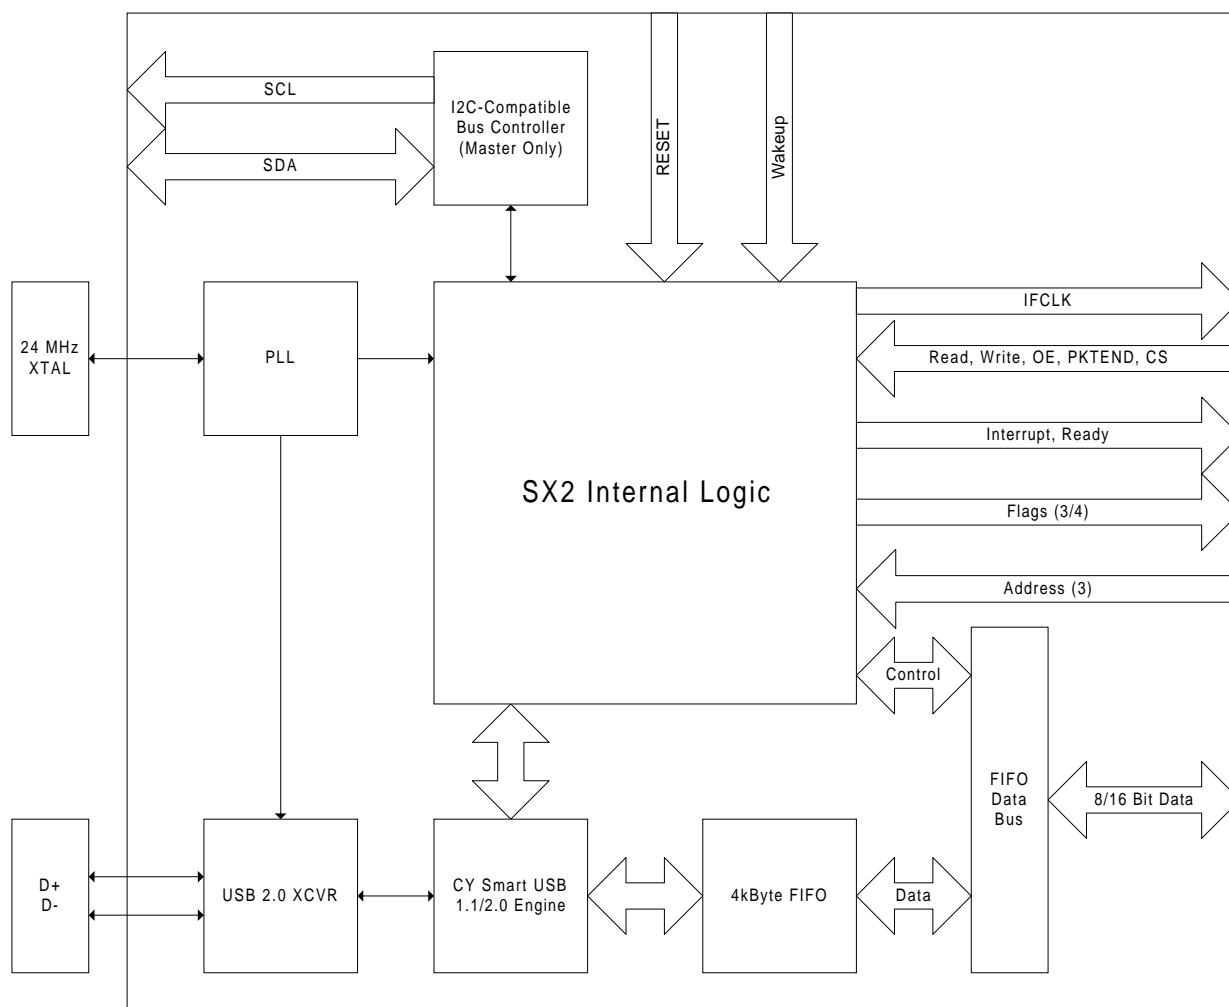 SCL
I2C-Compatible
Bus Controller
(Master Only)
SDA
RESET
Wakeup
IFCLK
24 MHz
XTAL
PLL
Read, Write, OE, PKTEND, CS
Interrupt, Ready
SX2 Internal Logic
Flags (3/4)
Address (3)
Control
FIFO
Data
Bus
8/16 Bit Data
D+
D-
USB 2.0 XCVR
CY Smart USB
1.1/2.0 Engine
4kByte FIFO
Data